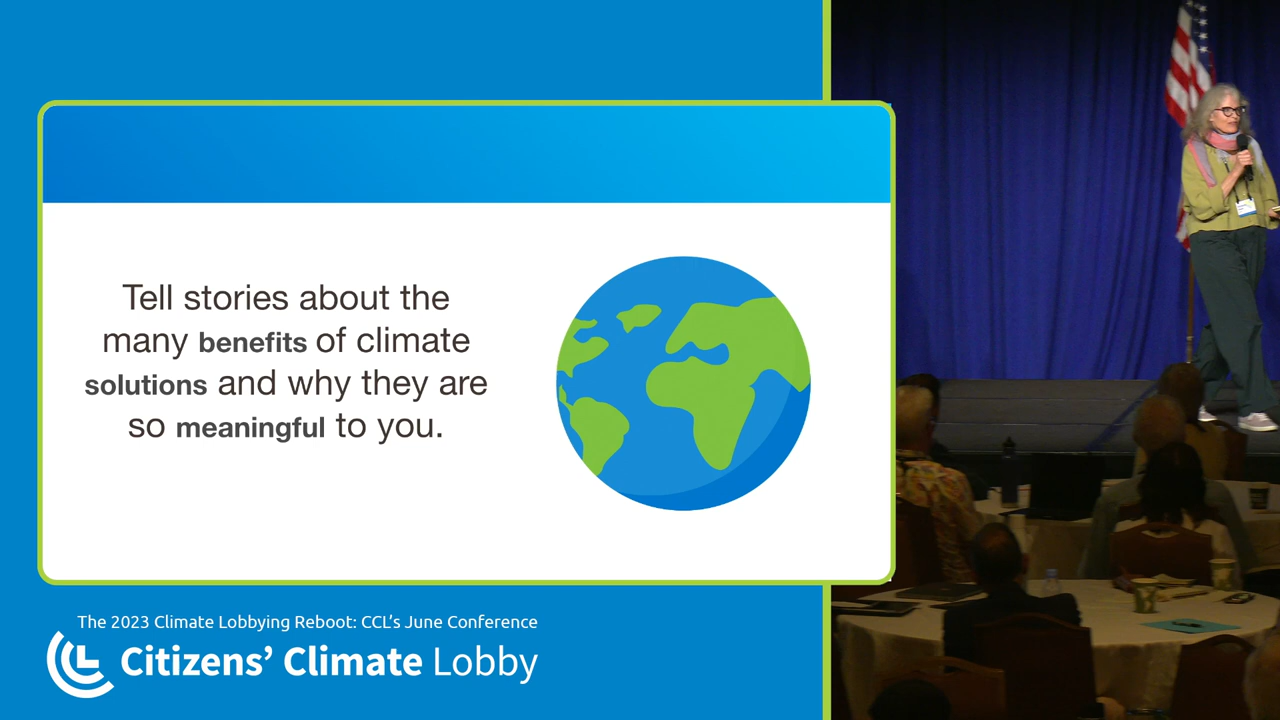 Tell stories about the
many benefits of climate
solutions and why they are
so meaningful to you.
The 2023 Climate Lobbying Reboot: CCL’s June Conference
Citizens’ Climate Lobby